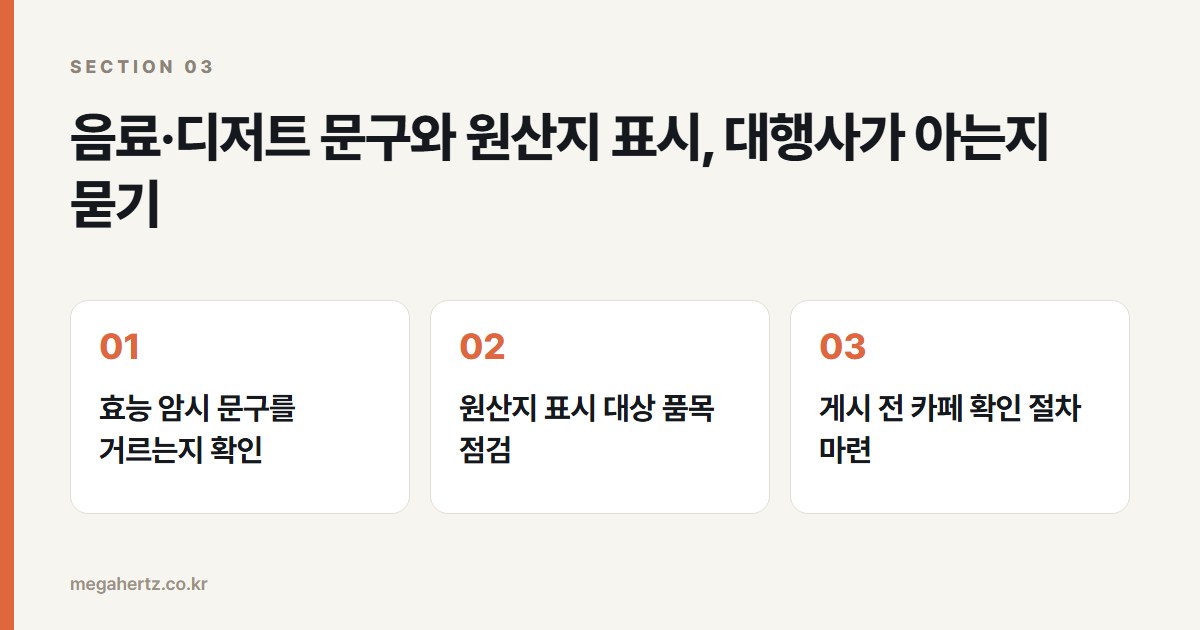 SECTION 03
음료·디저트 문구와 원산지 표시, 대행사가 아는지
묻기
01
효능 암시 문구를
거르는지 확인
02
원산지 표시 대상 품목
점검
03
게시 전 카페 확인 절차
마련
megahertz.co.kr